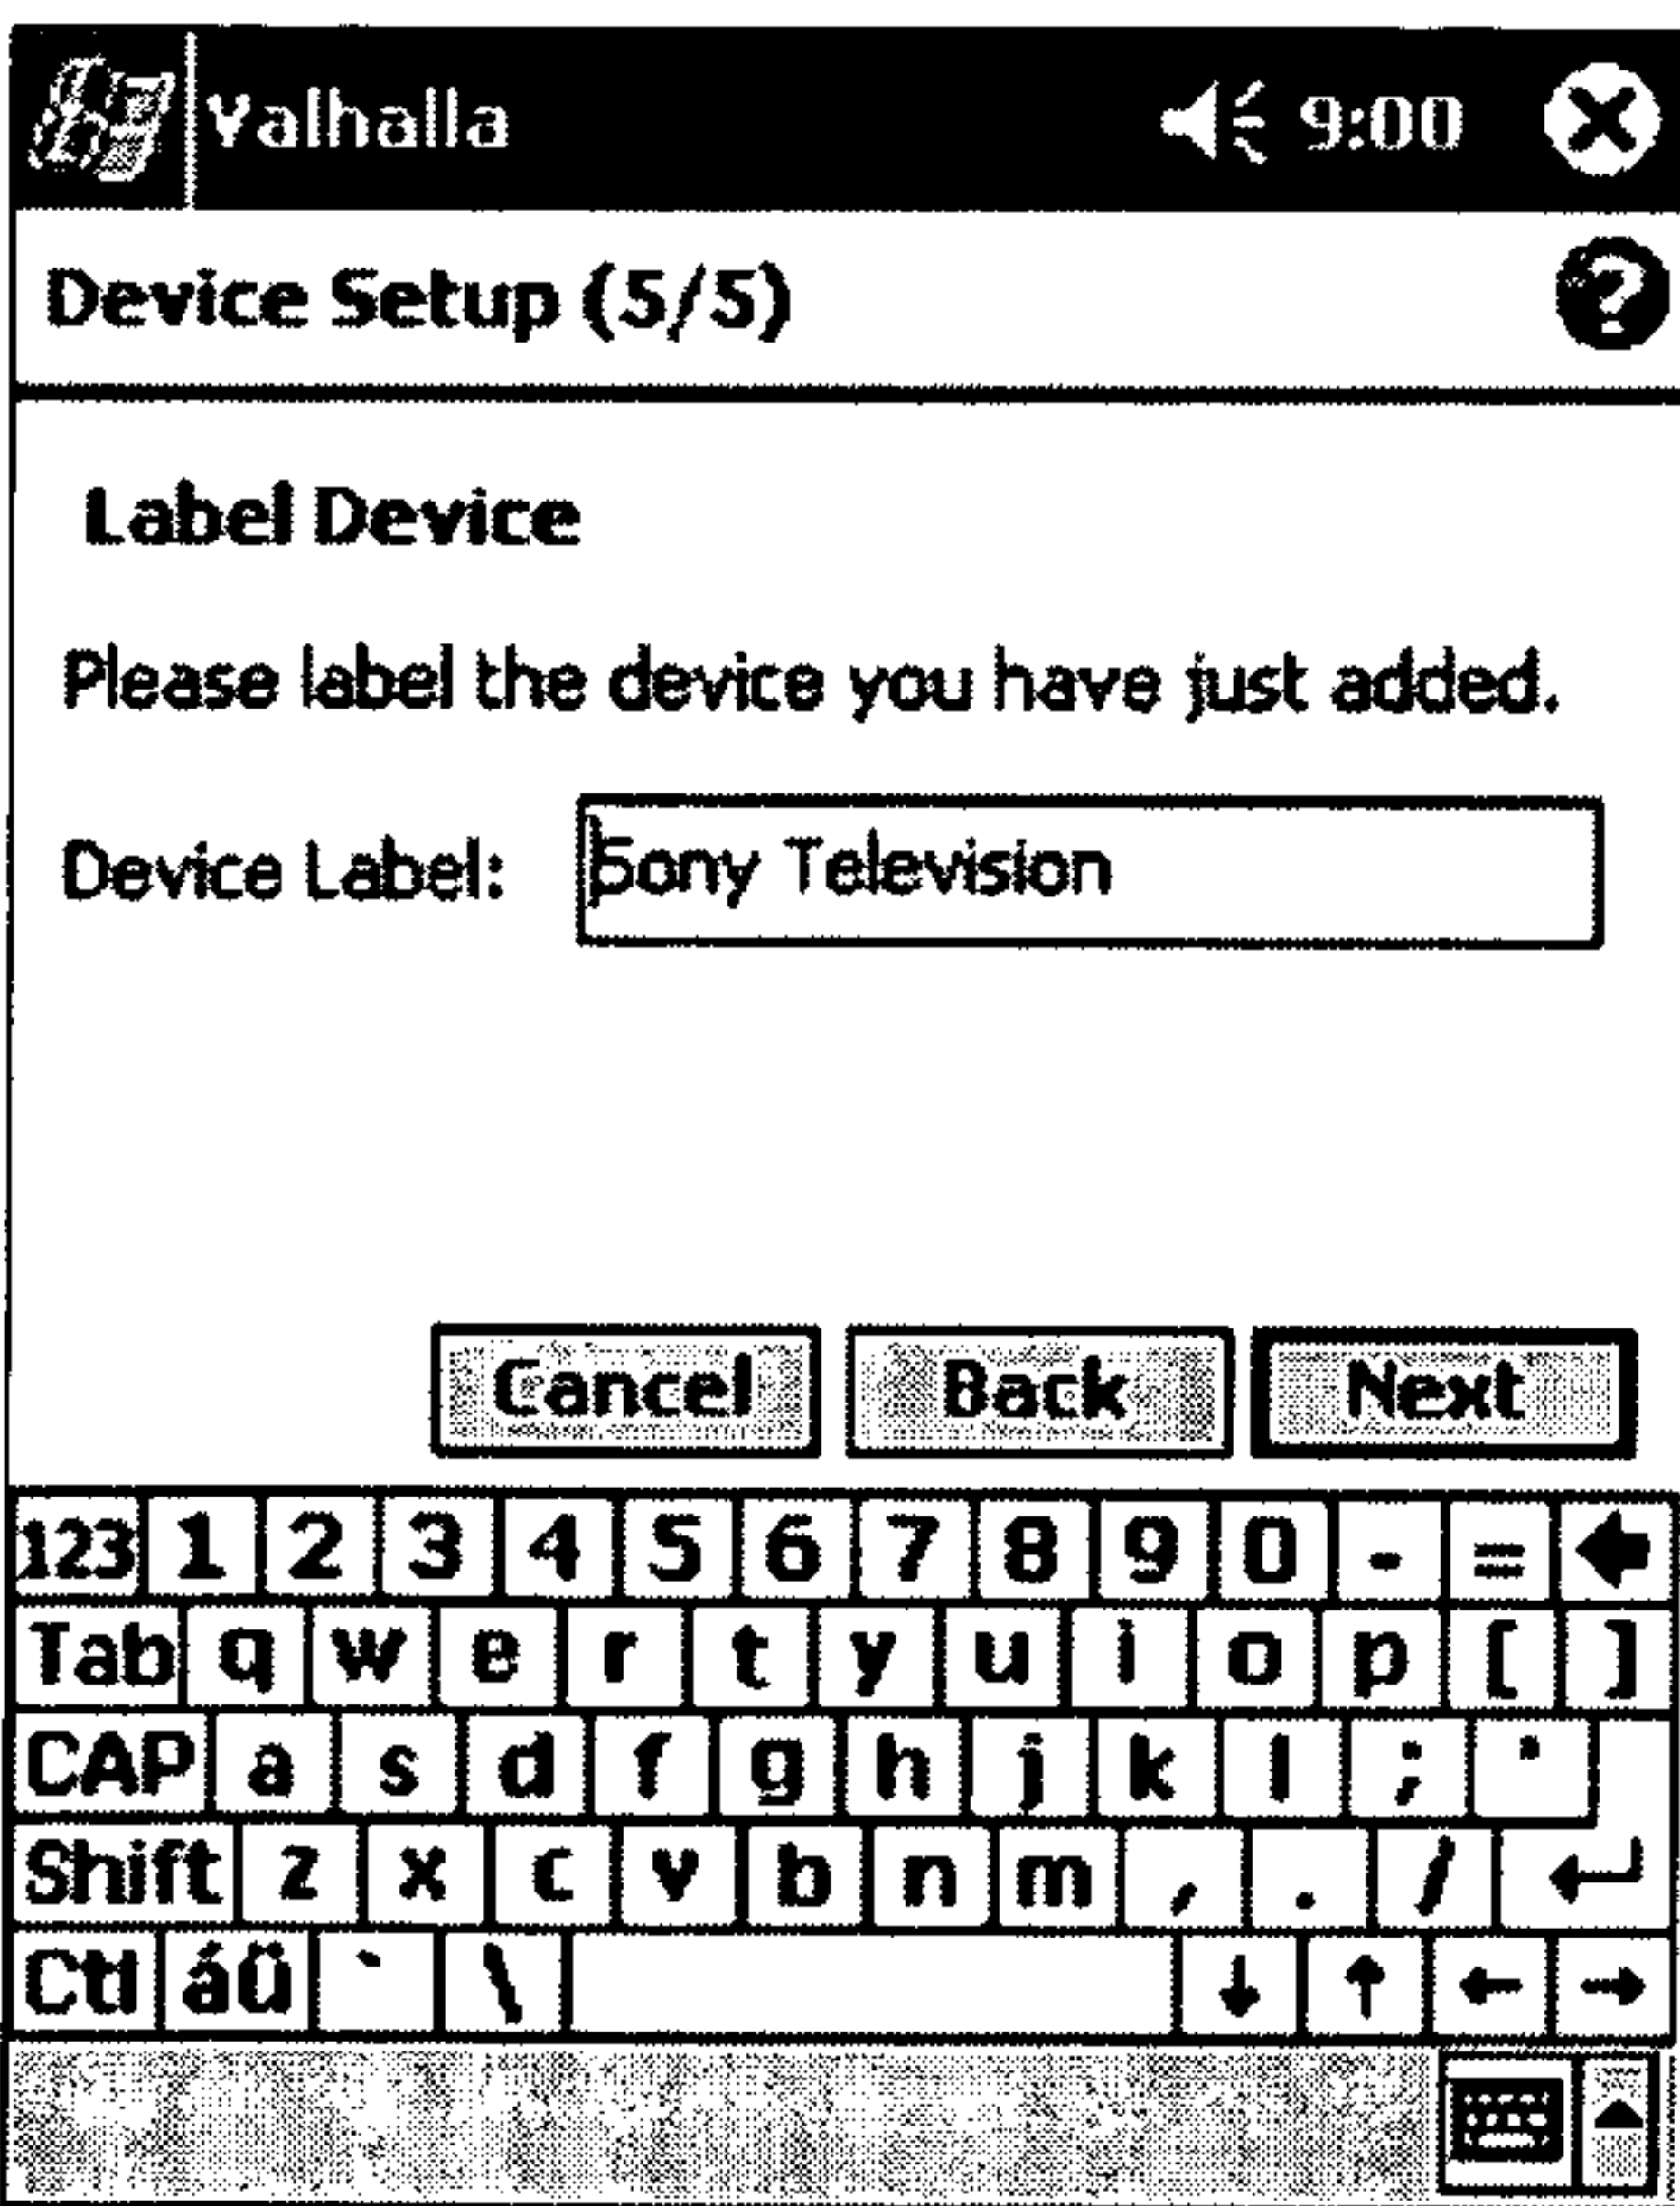 Valhalla 9:00
Device Setup (5/5) ?
Label Device
Please label the device you have just added.
Device Label: Sony Television
Cancel Back Next
123 1 2 3 4 5 6 7 8 9 0 - =
Tab q w e r t y u i o p [ ]
CAP a s d f g h j k l ; '
Shift z x c v b n m , . /
Ctl áü ` \